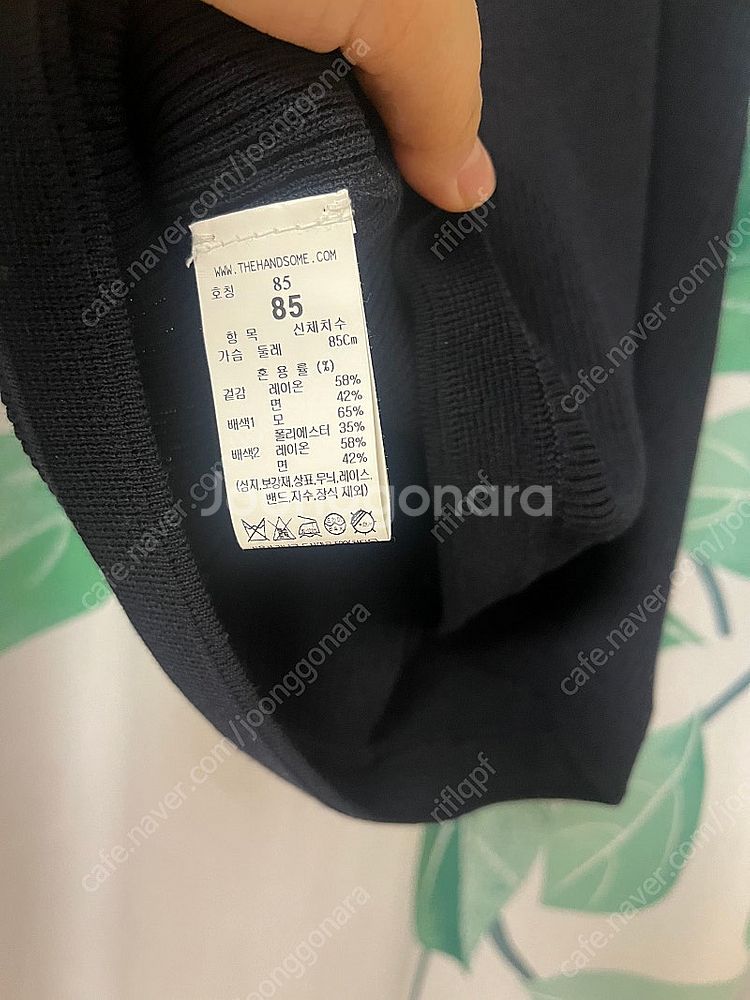 WWW.THEHANDSOME.COM
호칭 85
85
항 목 신체치수
가슴 둘레 85Cm
혼 용 률 (%)
겉감 레이온 58%
면 42%
배색1 모 65%
폴리에스터 35%
배색2 레이온 58%
면 42%
(심지,보강재,상표,무늬,레이스,
밴드,자수,장식 제외)
Joonggonara
cafe.naver.com/joonggonara
riflqpf